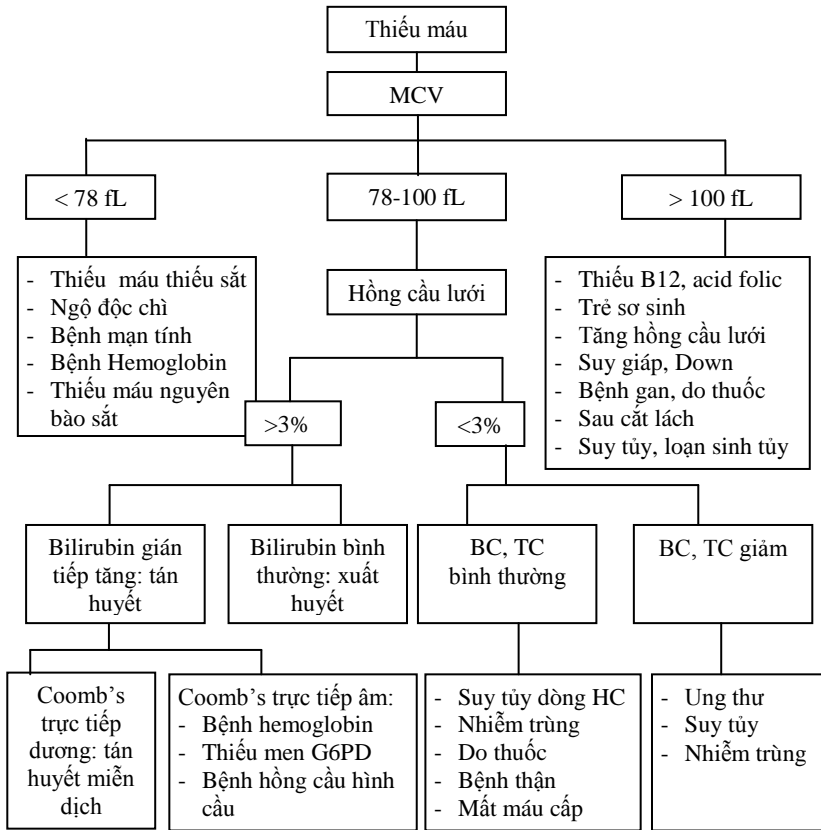 Thiếu máu
MCV
< 78 fL
78-100 fL
> 100 fL
- Thiếu máu thiếu sắt
- Ngộ độc chì
- Bệnh mạn tính
- Bệnh Hemoglobin
- Thiếu máu nguyên
bào sắt
Hồng cầu lưới
- Thiếu B12, acid folic
- Trẻ sơ sinh
- Tăng hồng cầu lưới
- Suy giáp, Down
- Bệnh gan, do thuốc
- Sau cắt lách
- Suy tủy, loạn sinh tủy
>3%
<3%
Bilirubin gián
tiếp tăng: tán
huyết
Bilirubin bình
thường: xuất
huyết
BC, TC
bình thường
BC, TC giảm
Coomb's
trực tiếp
dương: tán
huyết miễn
dịch
Coomb's trực tiếp âm:
- Bệnh hemoglobin
- Thiếu men G6PD
- Bệnh hồng cầu hình
cầu
- Suy tủy dòng HC
- Nhiễm trùng
- Do thuốc
- Bệnh thận
- Mất máu cấp
- Ung thư
- Suy tủy
- Nhiễm trùng